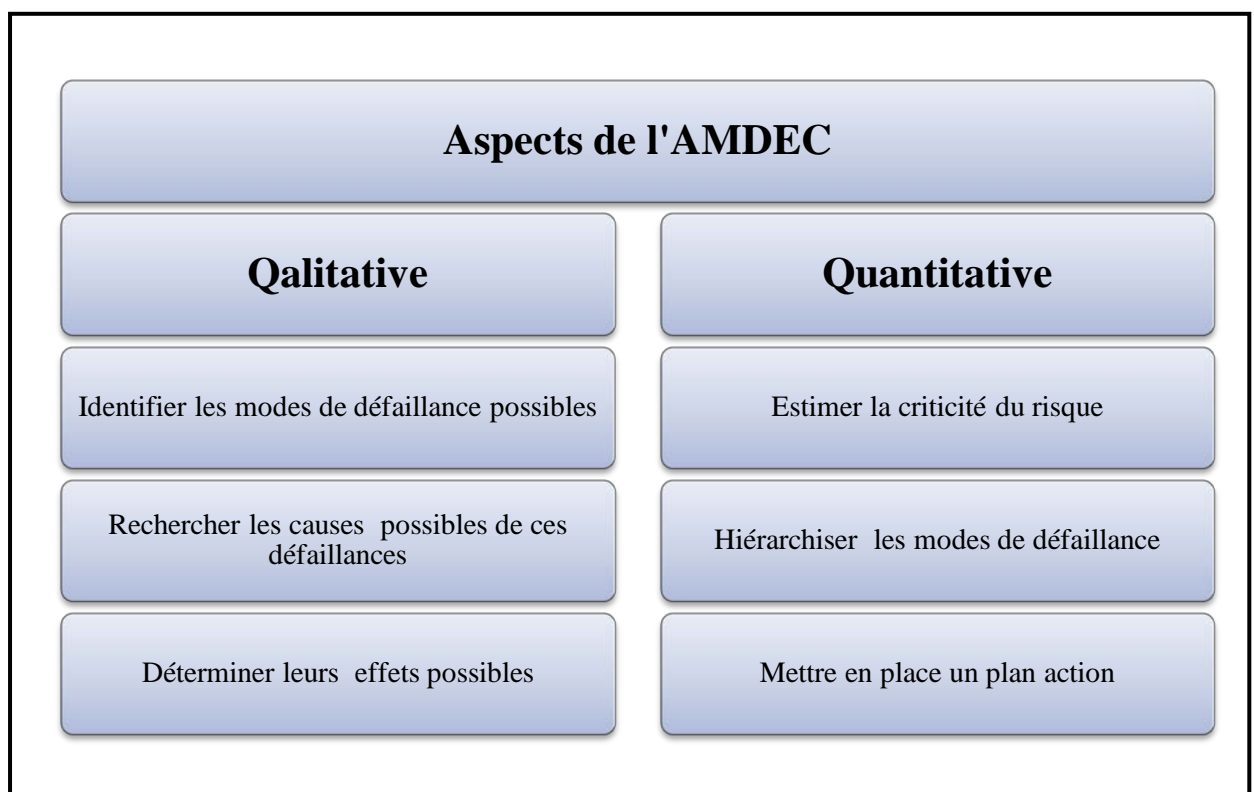 Aspects de l'AMDEC
Qalitative
Quantitative
Identifier les modes de défaillance possibles
Estimer la criticité du risque
Rechercher les causes possibles de ces
défaillances
Hiérarchiser les modes de défaillance
Déterminer leurs effets possibles
Mettre en place un plan action